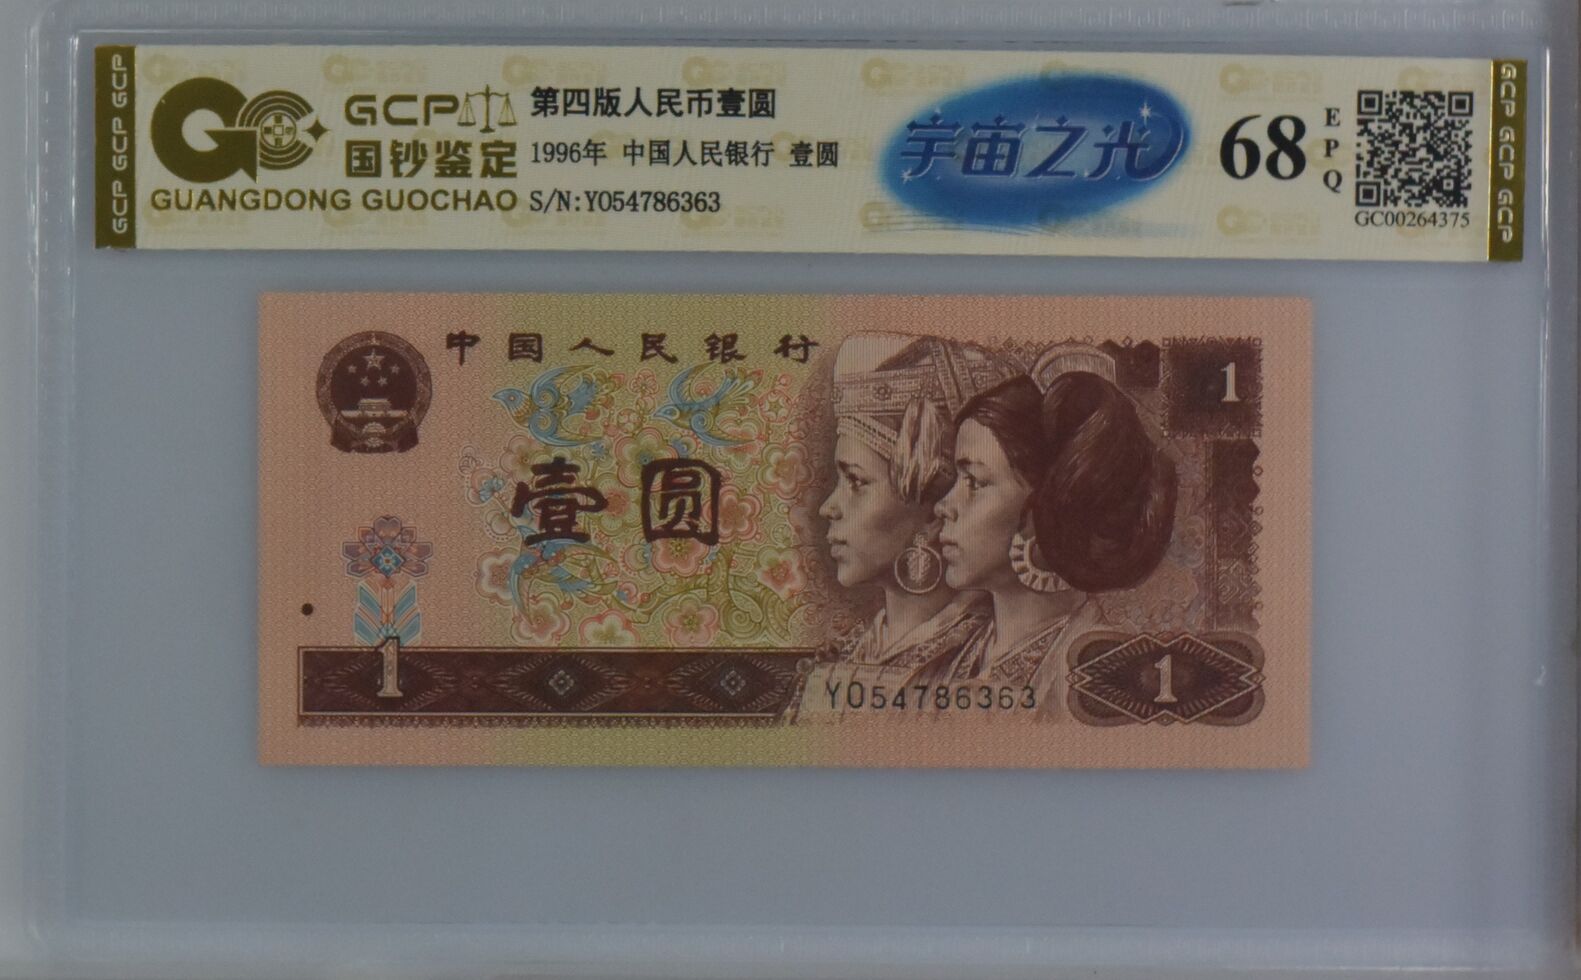 GCP GCP GCP
GCP
国钞鉴定
GUANGDONG GUOCHAO
第四版人民币壹圆
1996年 中国人民银行 壹圆
S/N:Y054786363
宇宙之光
68
EPQ
GC00264375
GCP GCP GCP
中国人民银行
1
壹圆
1
YO54786363
1